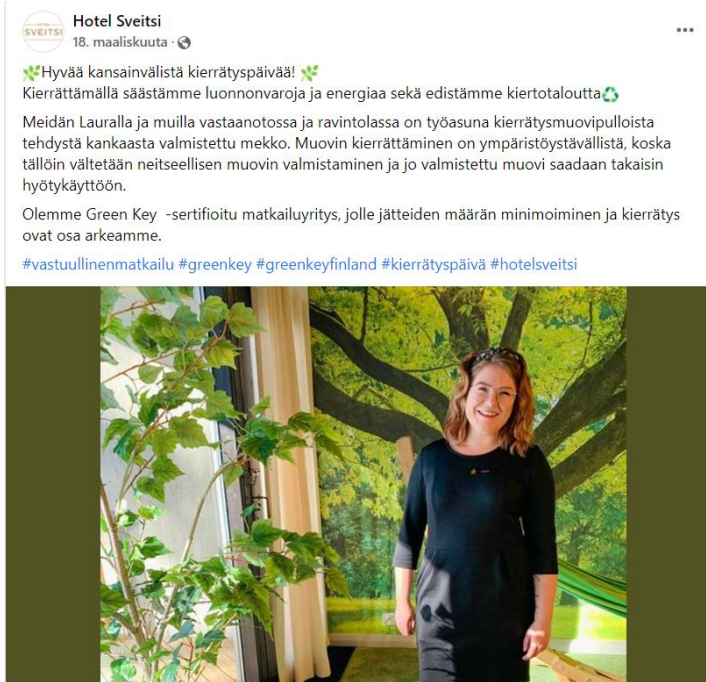 SVEITSI
Hotel Sveitsi
18. maaliskuuta ·
🌿Hyvää kansainvälistä kierrätyspäivää! 🌿
Kierrättämällä säästämme luonnonvaroja ja energiaa sekä edistämme kiertotaloutta♻️
Meidän Lauralla ja muilla vastaanotossa ja ravintolassa on työasuna kierrätysmuovipulloista
tehdystä kankaasta valmistettu mekko. Muovin kierrättäminen on ympäristöystävällistä, koska
tällöin vältetään neitseellisen muovin valmistaminen ja jo valmistettu muovi saadaan takaisin
hyötykäyttöön.
Olemme Green Key -sertifioitu matkailuyritys, jolle jätteiden määrän minimoiminen ja kierrätys
ovat osa arkeamme.
#vastuullinenmatkailu #greenkey #greenkeyfinland #kierrätyspäivä #hotelsveitsi